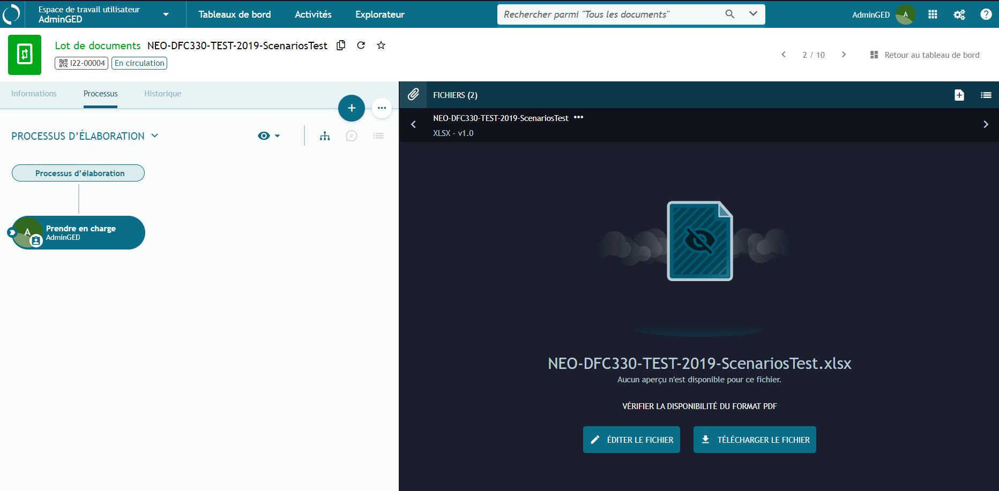 Espace de travail utilisateur
AdminGED
Tableaux de bord
Activités
Explorateur
Rechercher parmi "Tous les documents"
AdminGED
A
Lot de documents NEO-DFC330-TEST-2019-ScenariosTest
I22-00004
En circulation
2 / 10
Retour au tableau de bord
Informations
Processus
Historique
FICHIERS (2)
NEO-DFC330-TEST-2019-ScenariosTest
XLSX - v1.0
PROCESSUS D’ÉLABORATION
Processus d’élaboration
A
Prendre en charge
AdminGED
NEO-DFC330-TEST-2019-ScenariosTest.xlsx
Aucun aperçu n'est disponible pour ce fichier.
VÉRIFIER LA DISPONIBILITÉ DU FORMAT PDF
ÉDITER LE FICHIER
TÉLÉCHARGER LE FICHIER